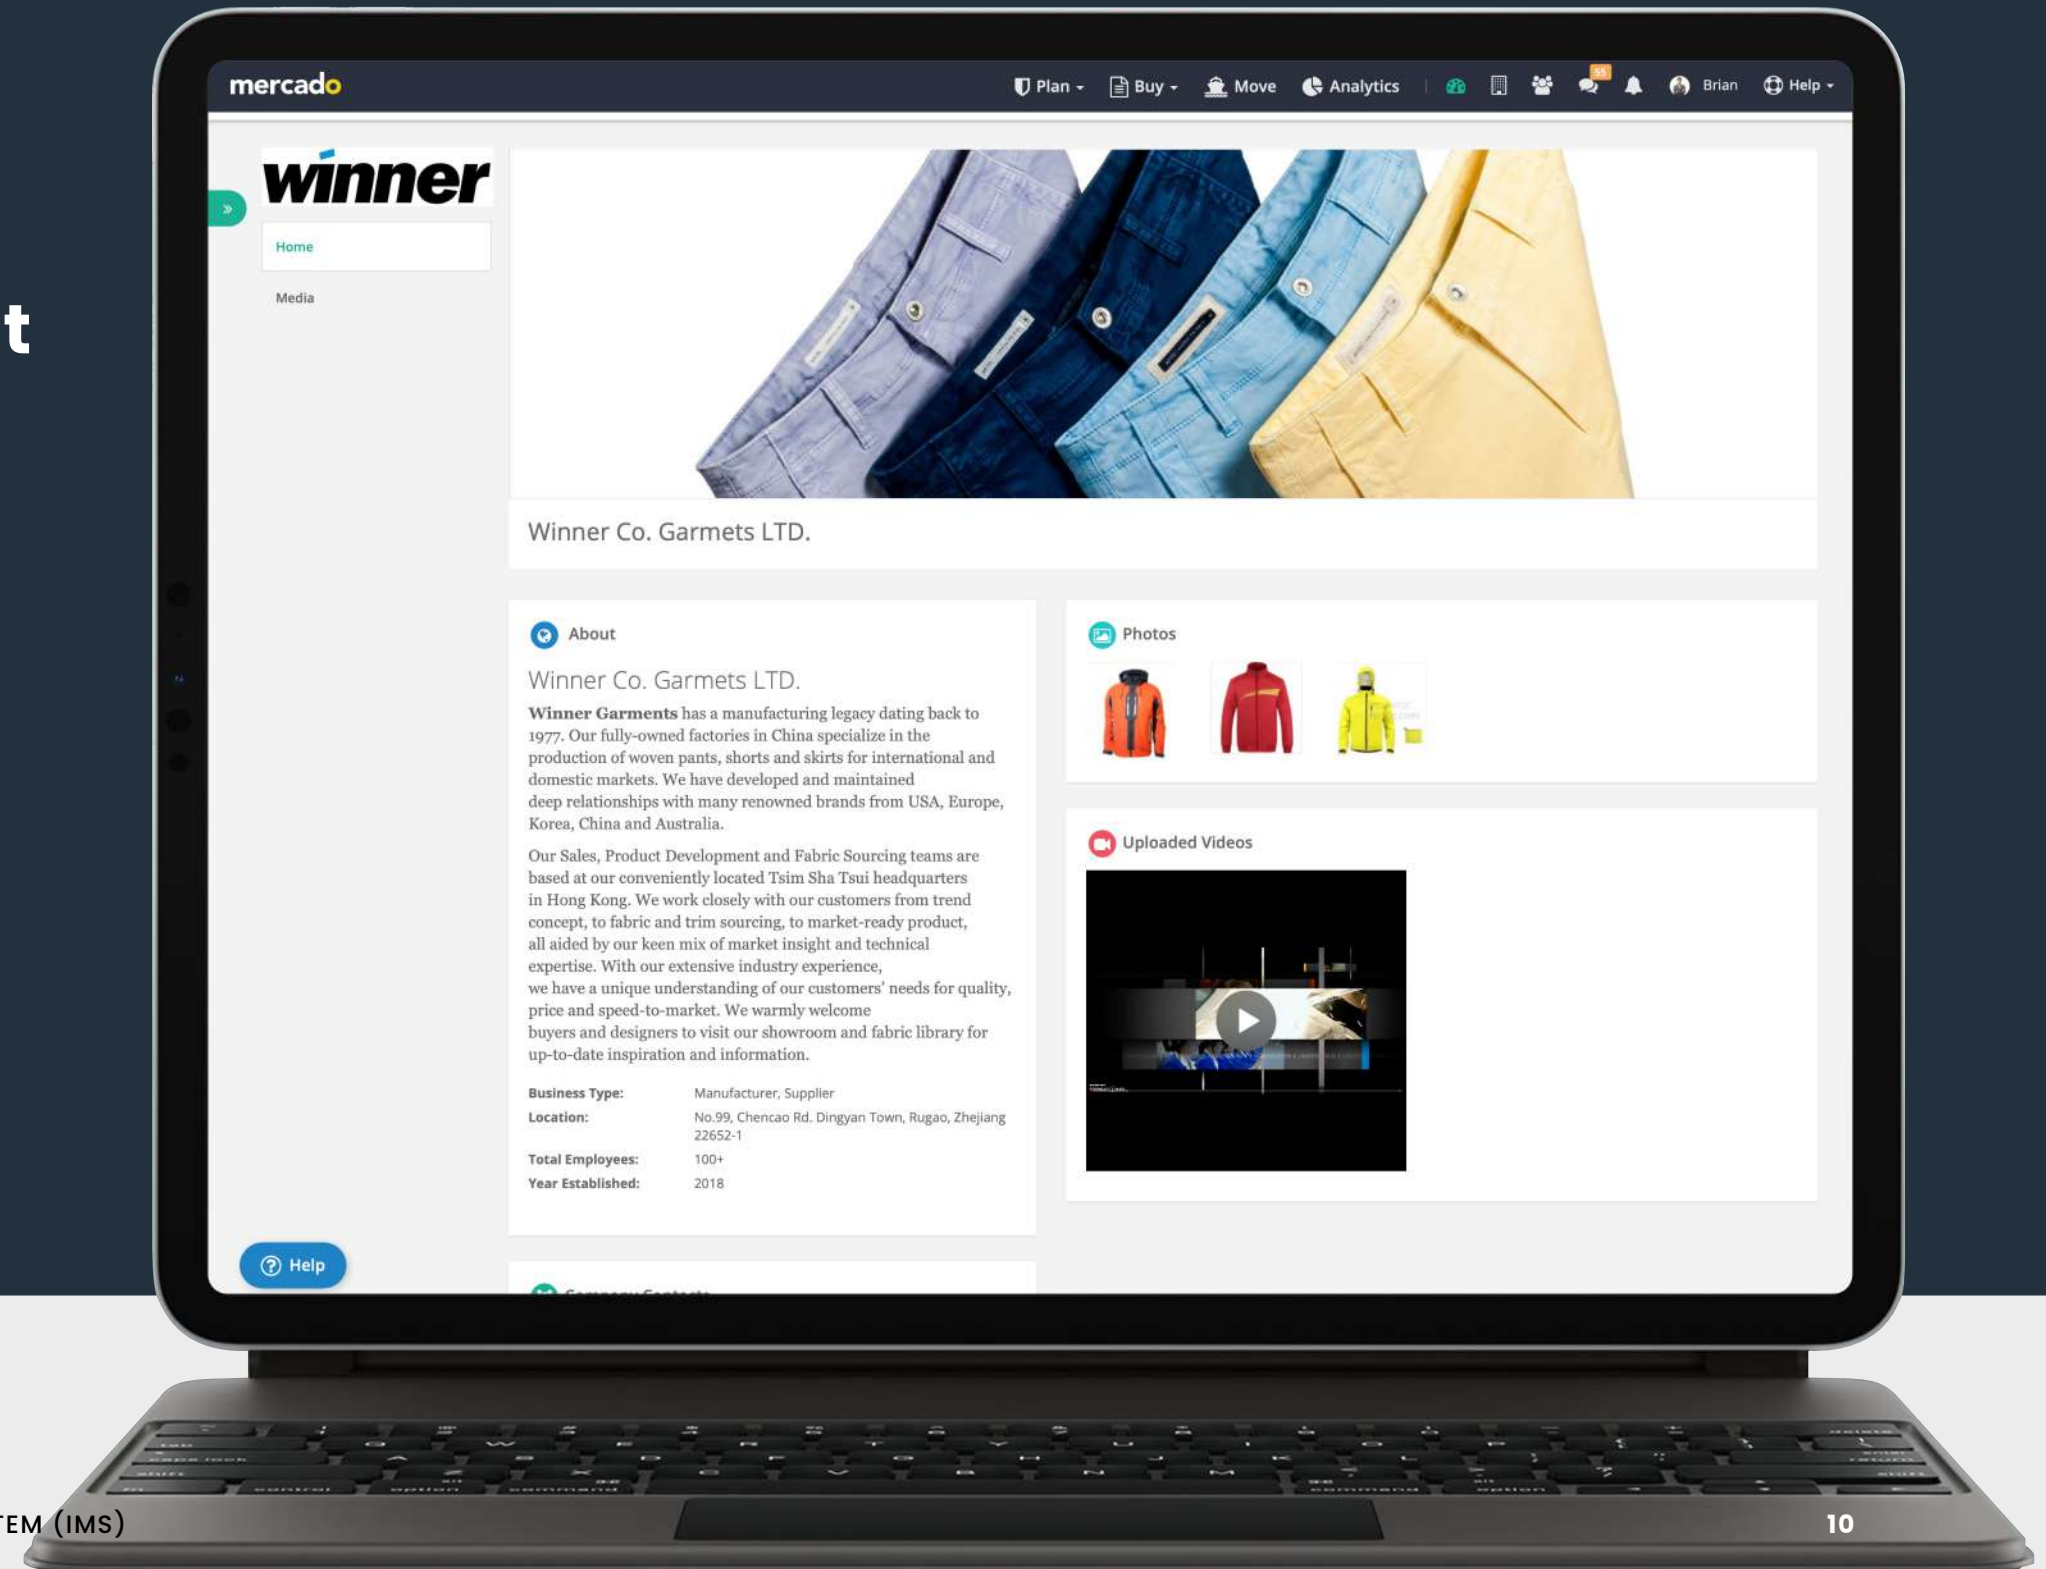 mercado
Plan
Buy
Move
Analytics
55
Brian
Help
winner
Home
Media
t
Winner Co. Garmets LTD.
About
Winner Co. Garmets LTD.
Winner Garments has a manufacturing legacy dating back to
1977. Our fully-owned factories in China specialize in the
production of woven pants, shorts and skirts for international and
domestic markets. We have developed and maintained
deep relationships with many renowned brands from USA, Europe,
Korea, China and Australia.
Our Sales, Product Development and Fabric Sourcing teams are
based at our conveniently located Tsim Sha Tsui headquarters
in Hong Kong. We work closely with our customers from trend
concept, to fabric and trim sourcing, to market-ready product,
all aided by our keen mix of market insight and technical
expertise. With our extensive industry experience,
we have a unique understanding of our customers' needs for quality,
price and speed-to-market. We warmly welcome
buyers and designers to visit our showroom and fabric library for
up-to-date inspiration and information.
Business Type: Manufacturer, Supplier
Location: No.99, Chencao Rd. Dingyan Town, Rugao, Zhejiang
22652-1
Total Employees: 100+
Year Established: 2018
Photos
Uploaded Videos
Help
Company Contacts
TEM (IMS)
10